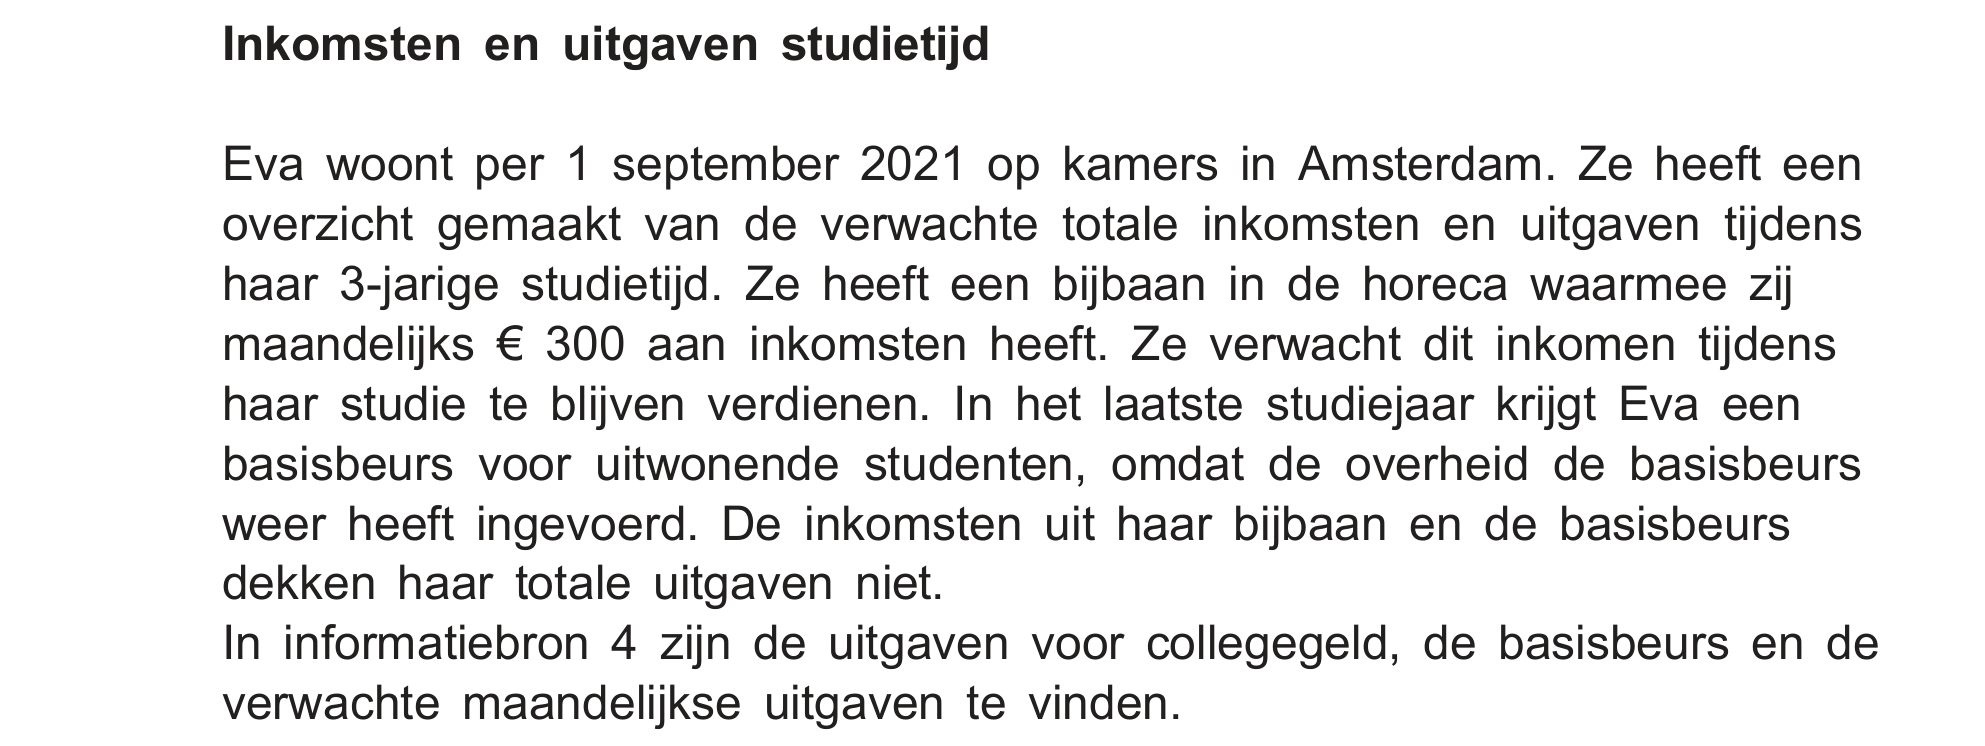 Inkomsten en uitgaven studietijd
Eva woont per 1 september 2021 op kamers in Amsterdam. Ze heeft een
overzicht gemaakt van de verwachte totale inkomsten en uitgaven tijdens
haar 3-jarige studietijd. Ze heeft een bijbaan in de horeca waarmee zij
maandelijks € 300 aan inkomsten heeft. Ze verwacht dit inkomen tijdens
haar studie te blijven verdienen. In het laatste studiejaar krijgt Eva een
basisbeurs voor uitwonende studenten, omdat de overheid de basisbeurs
weer heeft ingevoerd. De inkomsten uit haar bijbaan en de basisbeurs
dekken haar totale uitgaven niet.
In informatiebron 4 zijn de uitgaven voor collegegeld, de basisbeurs en de
verwachte maandelijkse uitgaven te vinden.